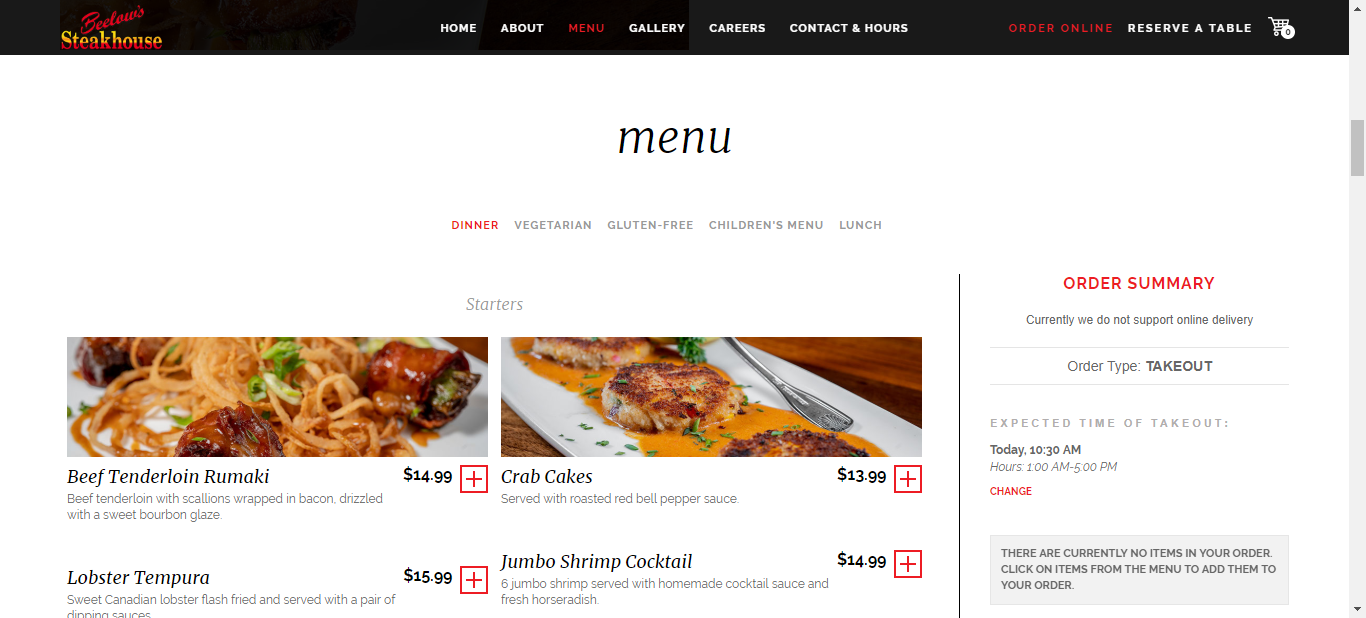 Beelow's
Steakhouse
HOME ABOUT MENU GALLERY CAREERS CONTACT & HOURS ORDER ONLINE RESERVE A TABLE 0
menu
DINNER VEGETARIAN GLUTEN-FREE CHILDREN'S MENU LUNCH
Starters
Beef Tenderloin Rumaki $14.99
Beef tenderloin with scallions wrapped in bacon, drizzled
with a sweet bourbon glaze.
Crab Cakes $13.99
Served with roasted red bell pepper sauce.
Lobster Tempura $15.99
Sweet Canadian lobster flash fried and served with a pair of
dipping sauces
Jumbo Shrimp Cocktail $14.99
6 jumbo shrimp served with homemade cocktail sauce and
fresh horseradish.
ORDER SUMMARY
Currently we do not support online delivery
Order Type: TAKEOUT
EXPECTED TIME OF TAKEOUT:
Today, 10:30 AM
Hours: 1:00 AM-5:00 PM
CHANGE
THERE ARE CURRENTLY NO ITEMS IN YOUR ORDER.
CLICK ON ITEMS FROM THE MENU TO ADD THEM TO
YOUR ORDER.